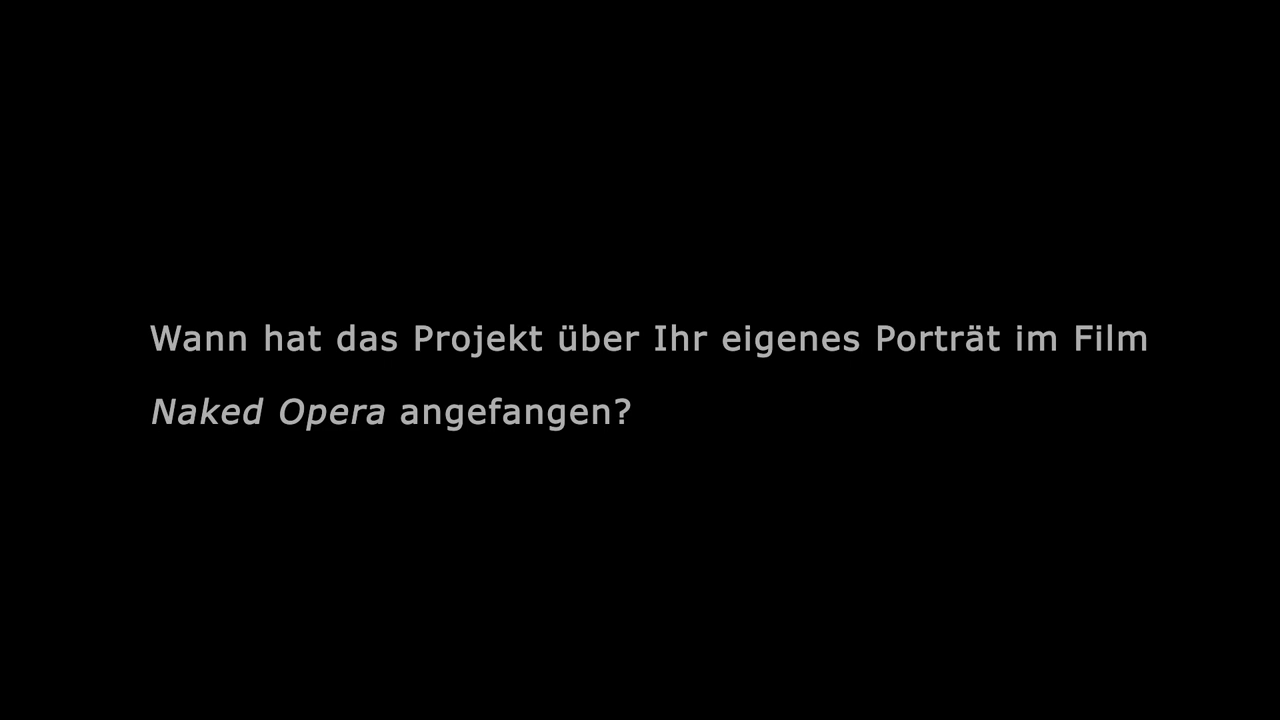 Wann hat das Projekt über Ihr eigenes Porträt im Film
Naked Opera angefangen?